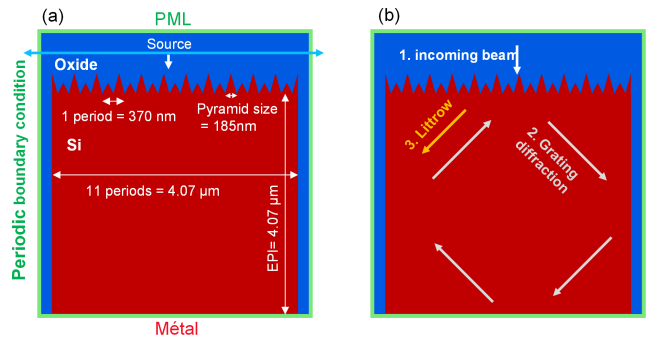 (a)
PML
Source
Oxide
1 period = 370 nm
Pyramid size
= 185nm
Si
11 periods = 4.07 µm
EPI= 4.07 µm
Periodic boundary condition
Métal
(b)
1. incoming beam
3. Littrow
2. Grating
diffraction